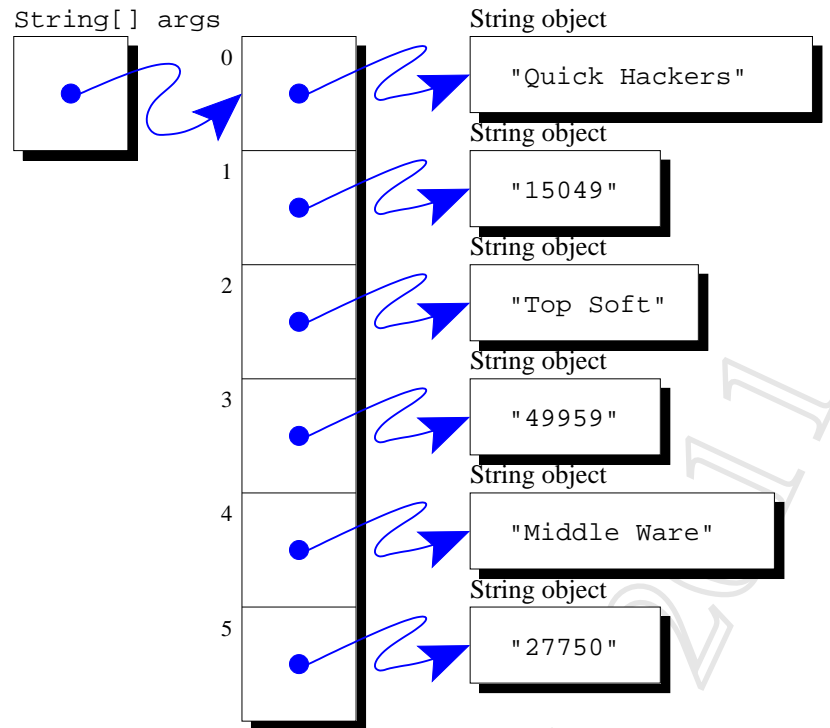 String[] args
String object
0
"Quick Hackers"
String object
1
"15049"
String object
2
"Top Soft"
String object
3
"49959"
String object
4
"Middle Ware"
String object
5
"27750"
2011